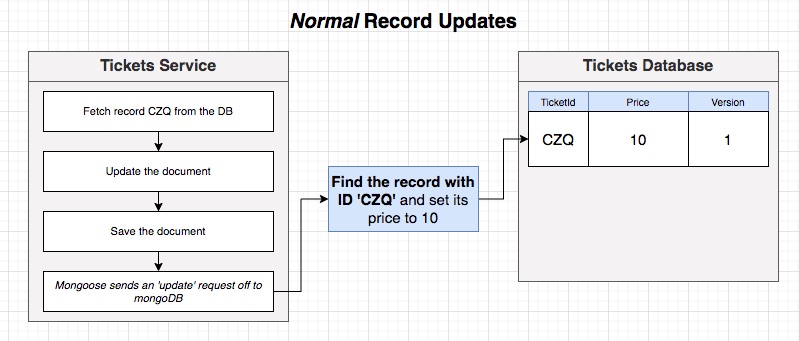 Normal Record Updates
Tickets Service
Fetch record CZQ from the DB
Update the document
Save the document
Mongoose sends an 'update' request off to
mongoDB
Find the record with
ID 'CZQ' and set its
price to 10
Tickets Database
TicketId Price Version
CZQ 10 1